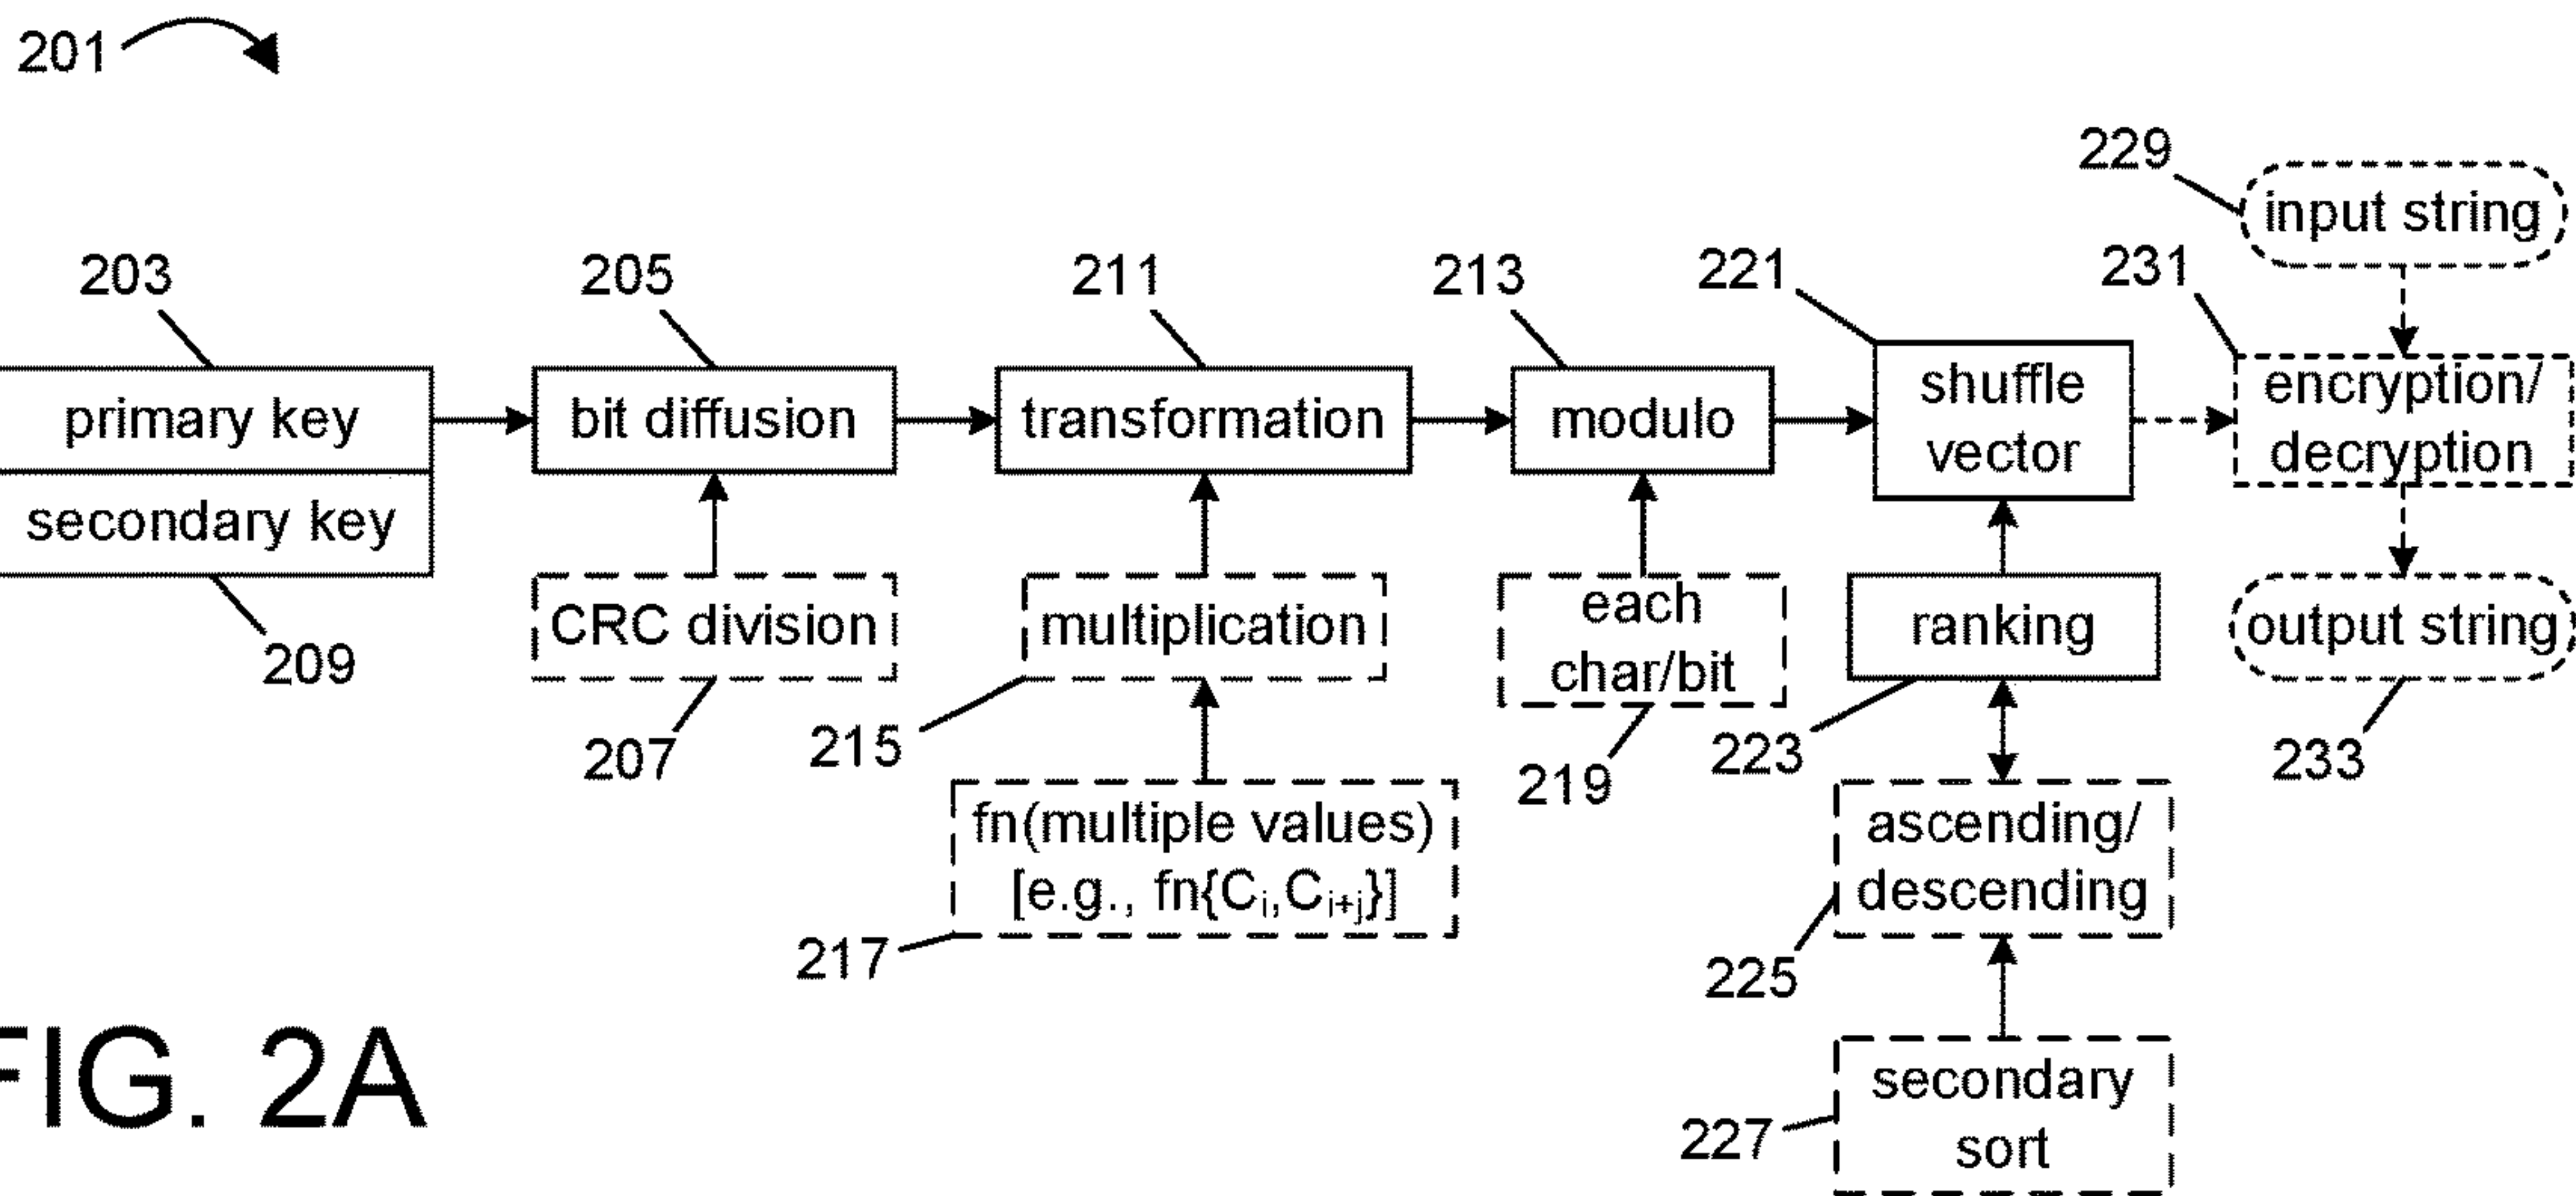 201
229
input string
203
205
211
213
221
231
primary key
bit diffusion
transformation
modulo
shuffle
vector
encryption/
decryption
secondary key
209
CRC division
207
multiplication
215
each
char/bit
219
ranking
223
output string
233
fn(multiple values)
[e.g., fn{Ci,Ci+j}]
217
ascending/
descending
225
secondary
sort
227
FIG. 2A